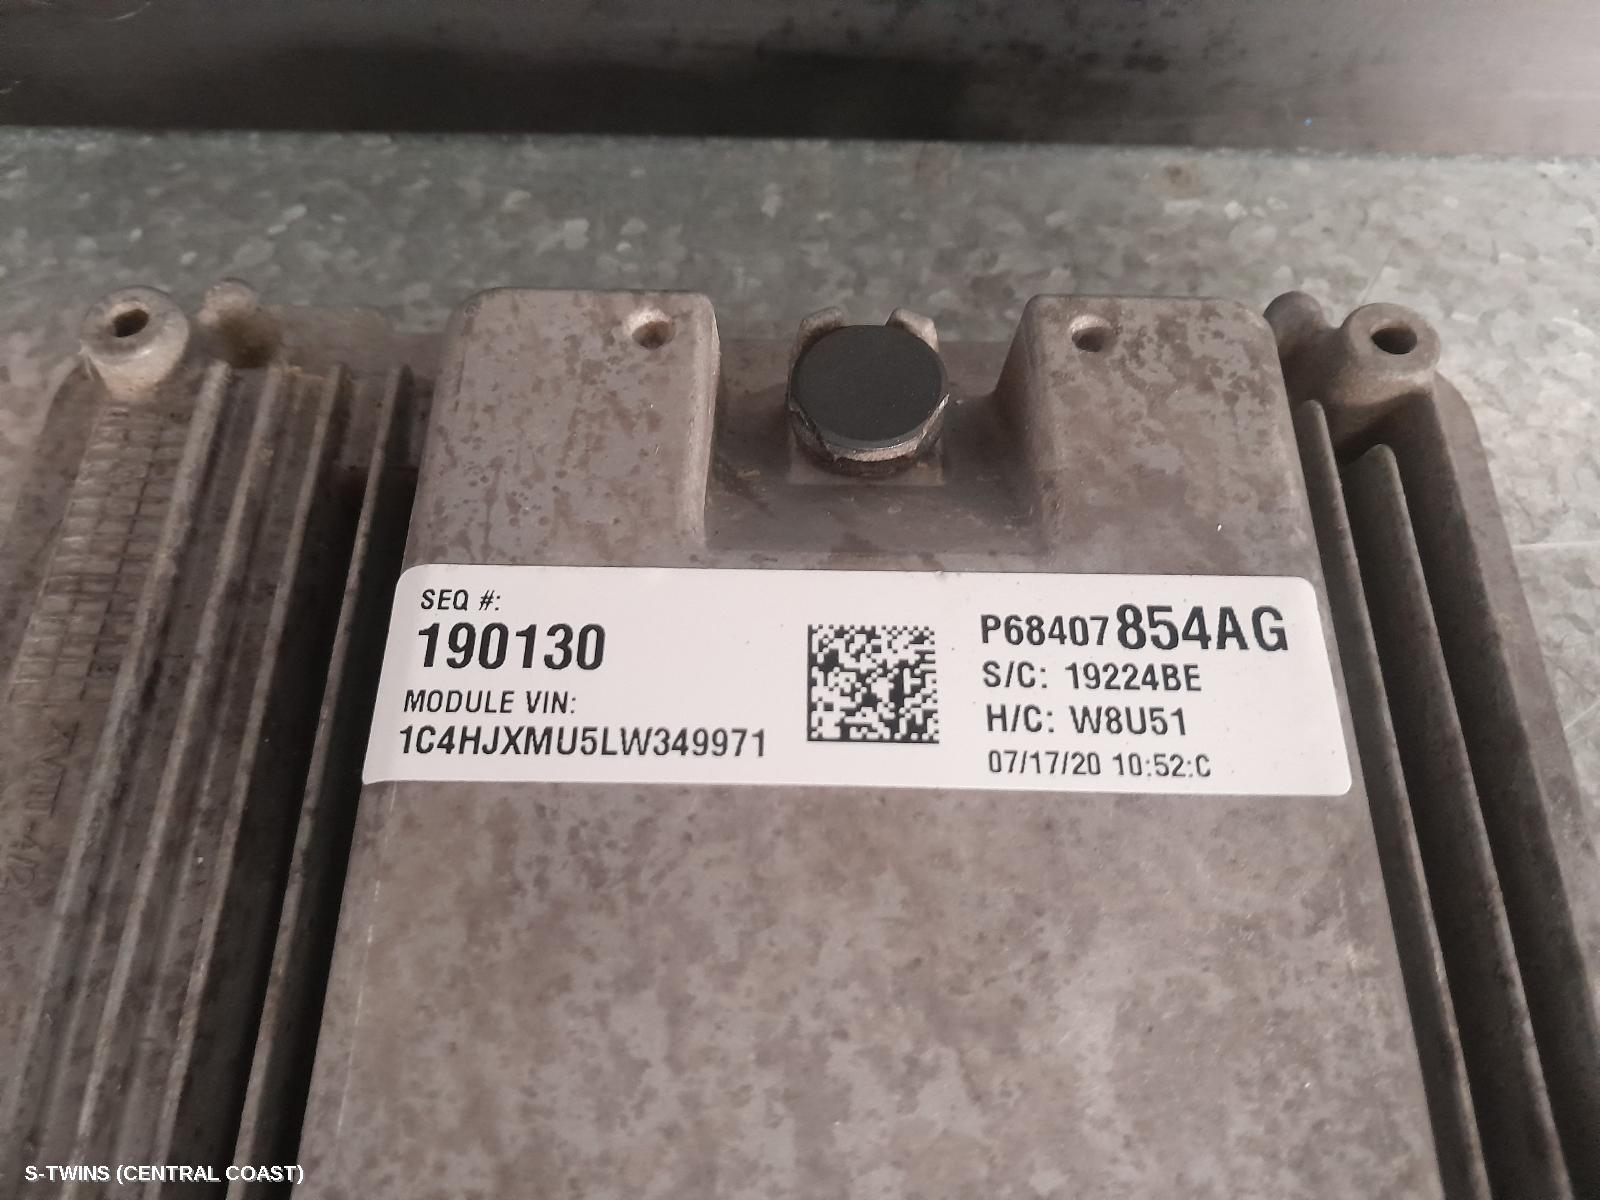 SEQ #:
190130
MODULE VIN:
1C4HJXMU5LW349971
P68407854AG
S/C: 19224BE
H/C: W8U51
07/17/20 10:52:C
S-TWINS (CENTRAL COAST)